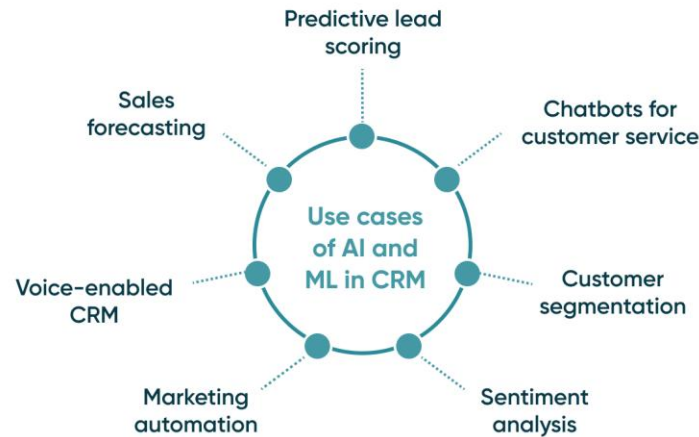 Predictive lead
scoring
Chatbots for
customer service
Customer
segmentation
Sentiment
analysis
Marketing
automation
Voice-enabled
CRM
Sales
forecasting
Use cases
of AI and
ML in CRM